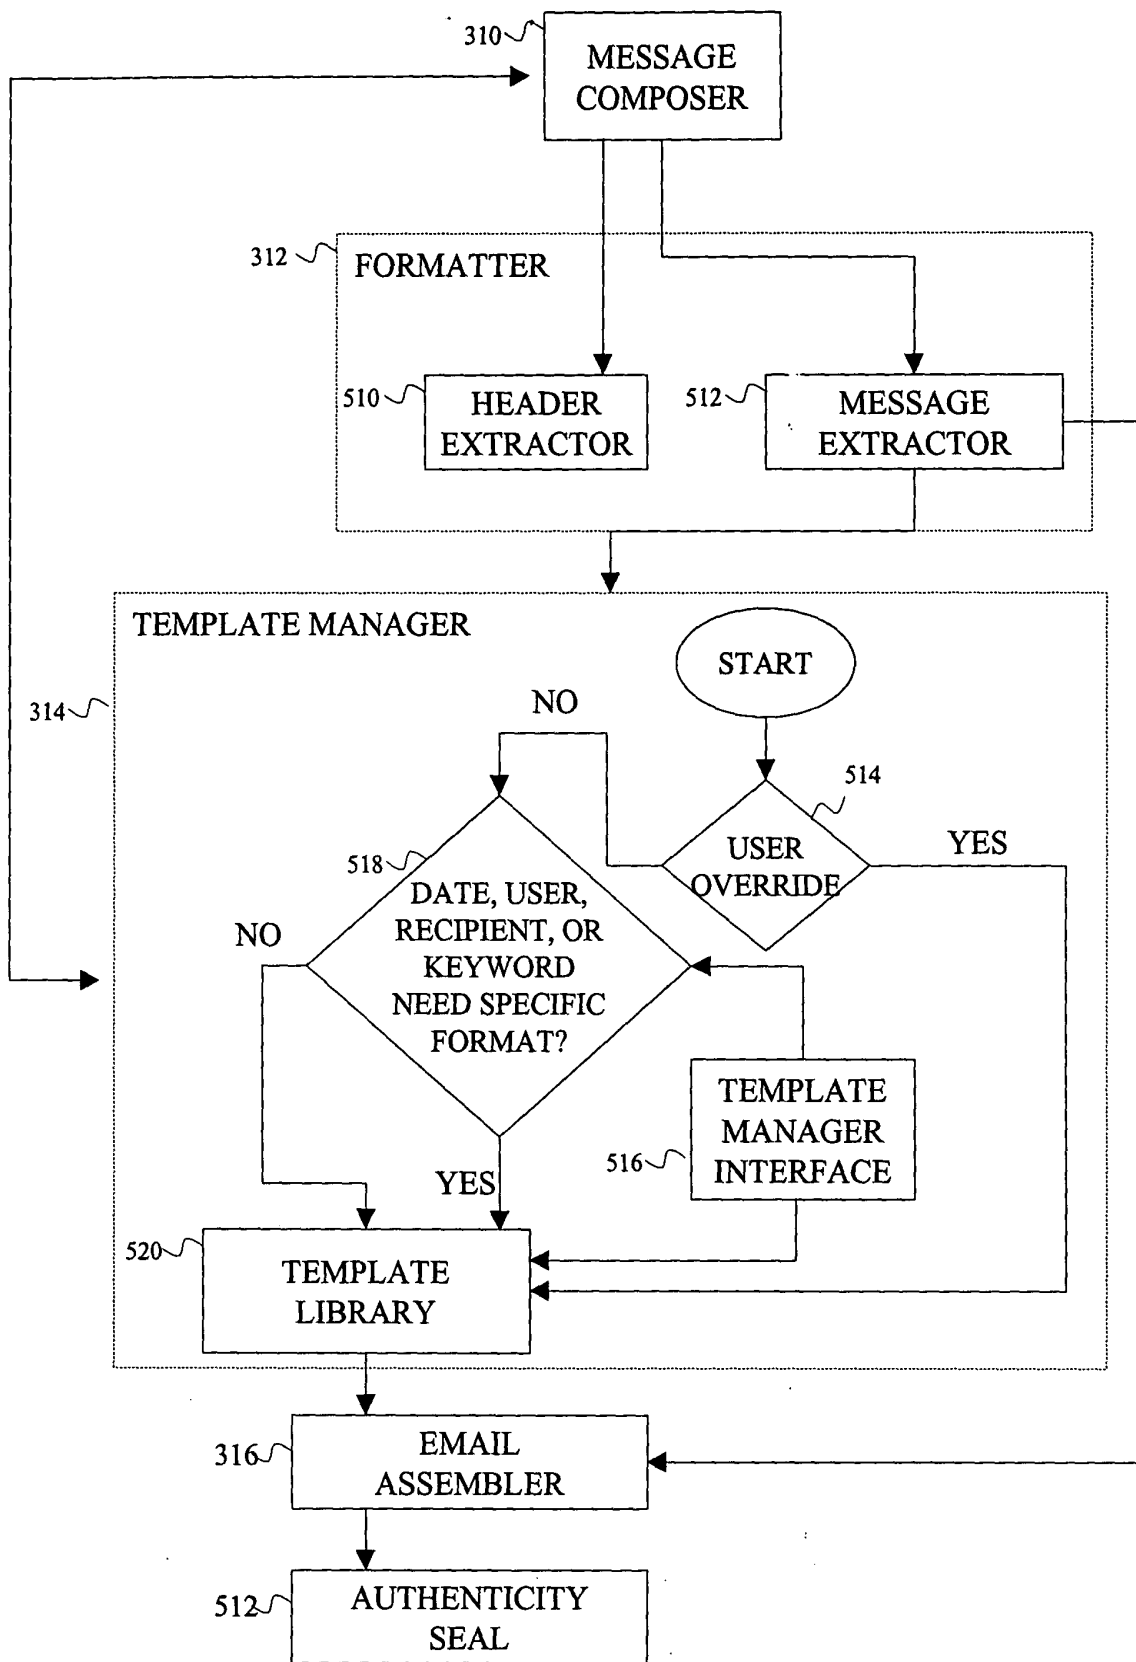 310
MESSAGE
COMPOSER
312
FORMATTER
510
HEADER
EXTRACTOR
512
MESSAGE
EXTRACTOR
TEMPLATE MANAGER
START
314
NO
514
USER
OVERRIDE
YES
518
DATE, USER,
RECIPIENT, OR
KEYWORD
NEED SPECIFIC
FORMAT?
NO
TEMPLATE
MANAGER
INTERFACE
516
YES
520
TEMPLATE
LIBRARY
316
EMAIL
ASSEMBLER
512
AUTHENTICITY
SEAL